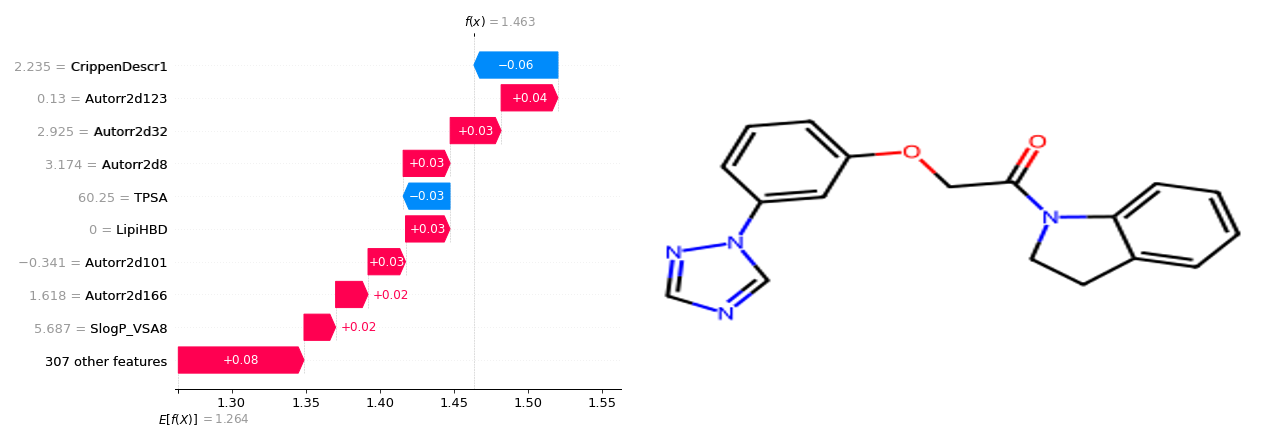 f(x) = 1.463
2.235 = CrippenDescr1
−0.06
0.13 = Autorr2d123
+0.04
2.925 = Autorr2d32
+0.03
3.174 = Autorr2d8
+0.03
60.25 = TPSA
−0.03
0 = LipiHBD
+0.03
−0.341 = Autorr2d101
+0.03
1.618 = Autorr2d166
+0.02
5.687 = SlogP_VSA8
+0.02
307 other features
+0.08
1.30 1.35 1.40 1.45 1.50 1.55
E[f(X)] = 1.264
O
O
N
N
N
N